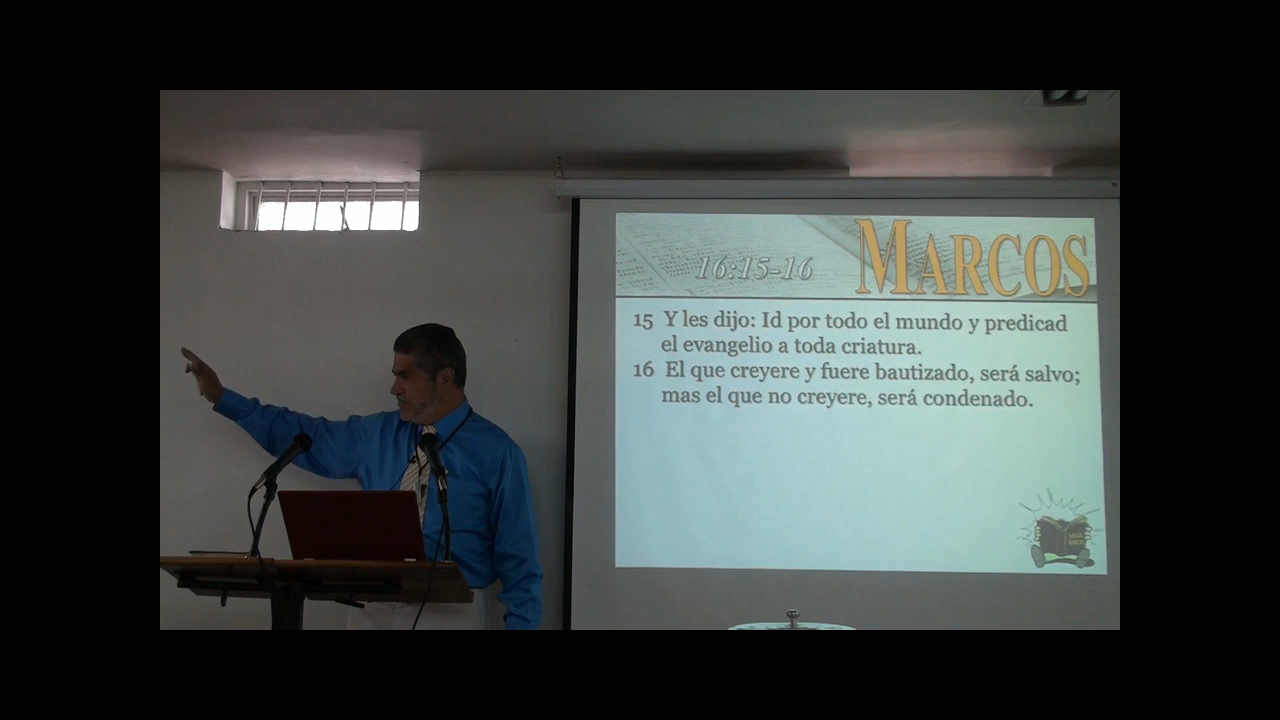 16:15-16 MARCOS
15 Y les dijo: Id por todo el mundo y predicad
el evangelio a toda criatura.
16 El que creyere y fuere bautizado, será salvo;
mas el que no creyere, será condenado.